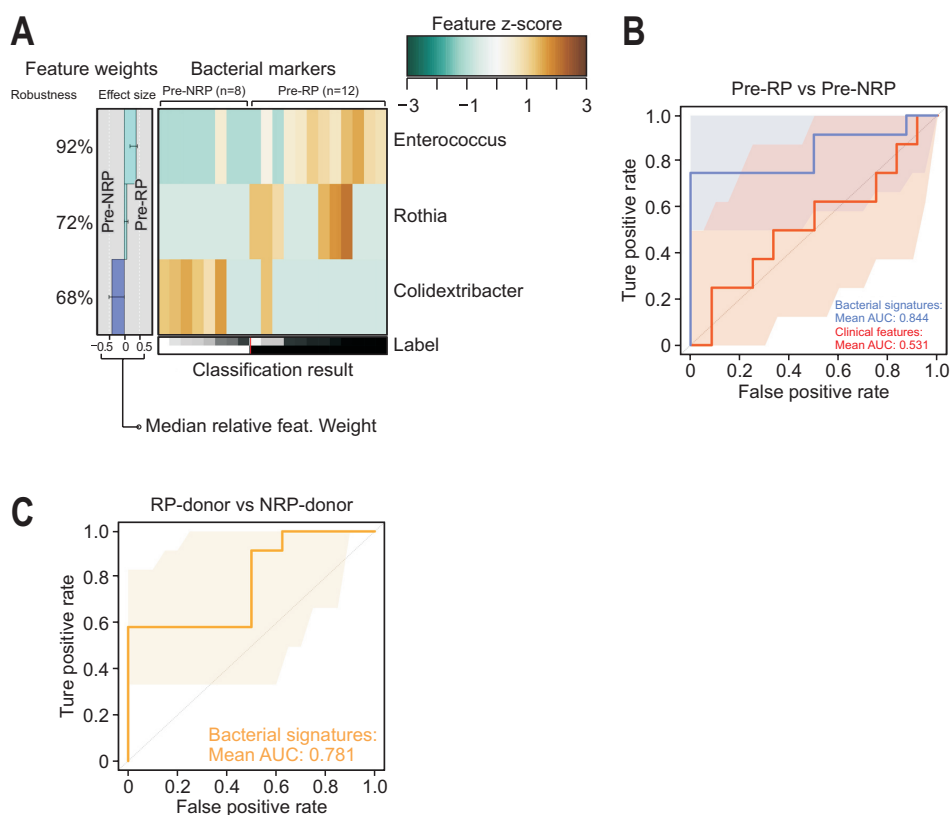 A
Feature z-score
−3
3
Feature weights
Bacterial markers
Robustness
Effect size
Pre-NRP (n=8)
Pre-RP (n=12)
92%
72%
68%
Pre-NRP
Pre-RP
Enterococcus
Rothia
Colidextribacter
−0.5
0
0.5
Label
Classification result
Median relative feat. Weight
B
Pre-RP vs Pre-NRP
Ture positive rate
1.0
0.8
0.6
0.4
0.2
0
Bacterial signatures:
Mean AUC: 0.844
Clinical features:
Mean AUC: 0.531
0 0.2 0.4 0.6 0.8 1.0
False positive rate
C
RP-donor vs NRP-donor
Ture positive rate
1.0
0.8
0.6
0.4
0.2
0
Bacterial signatures:
Mean AUC: 0.781
0 0.2 0.4 0.6 0.8 1.0
False positive rate